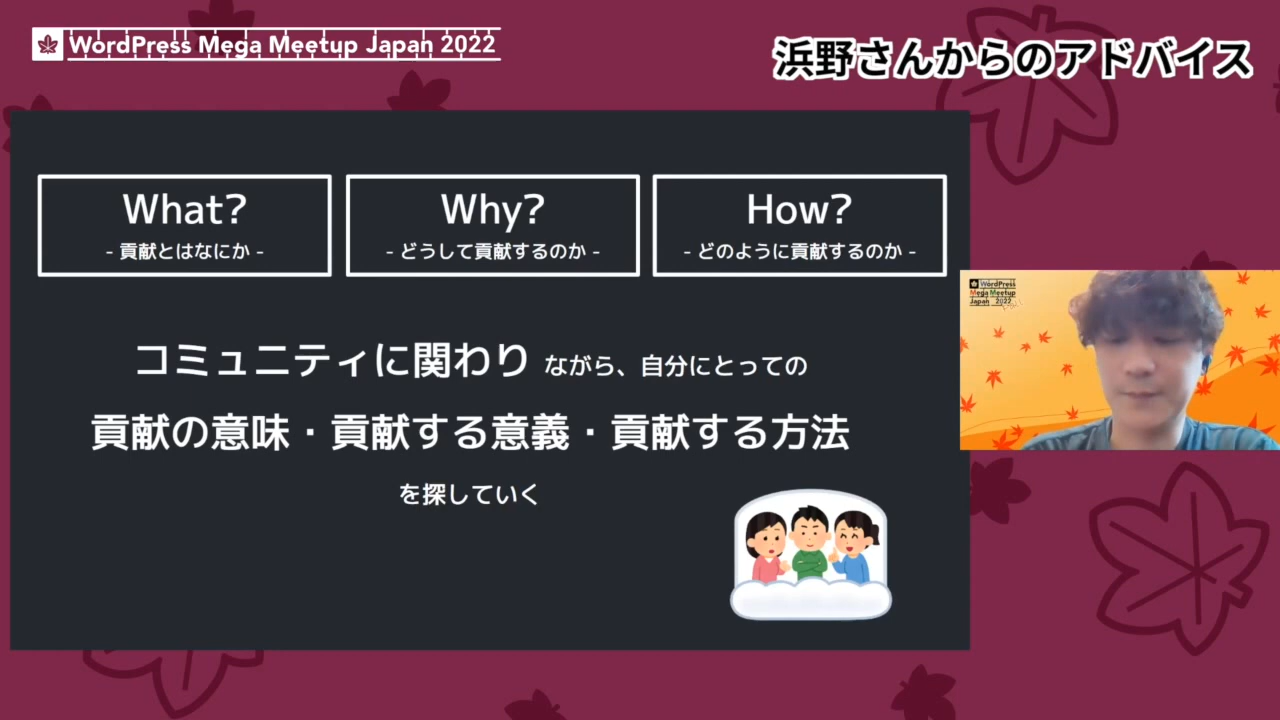 WordPress Mega Meetup Japan 2022
浜野さんからのアドバイス
What?
- 貢献とはなにか -
Why?
- どうして貢献するのか -
How?
- どのように貢献するのか -
コミュニティに関わり ながら、自分にとっての
貢献の意味・貢献する意義・貢献する方法
を探していく
WordPress
Mega Meetup
Japan 2022